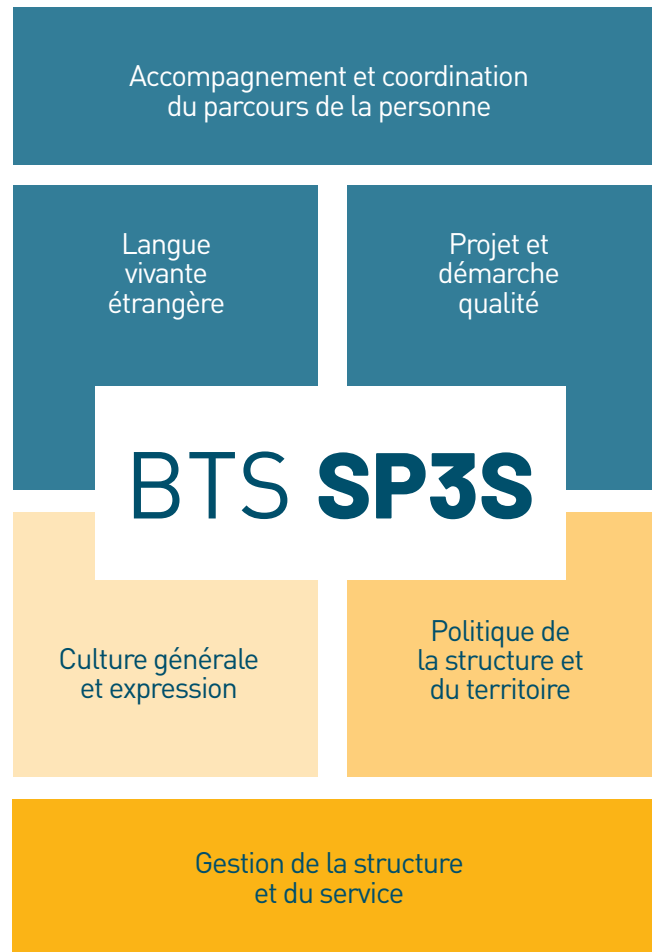 Accompagnement et coordination
du parcours de la personne
Langue
vivante
étrangère
Projet et
démarche
qualité
BTS SP3S
Culture générale
et expression
Politique de
la structure et
du territoire
Gestion de la structure
et du service